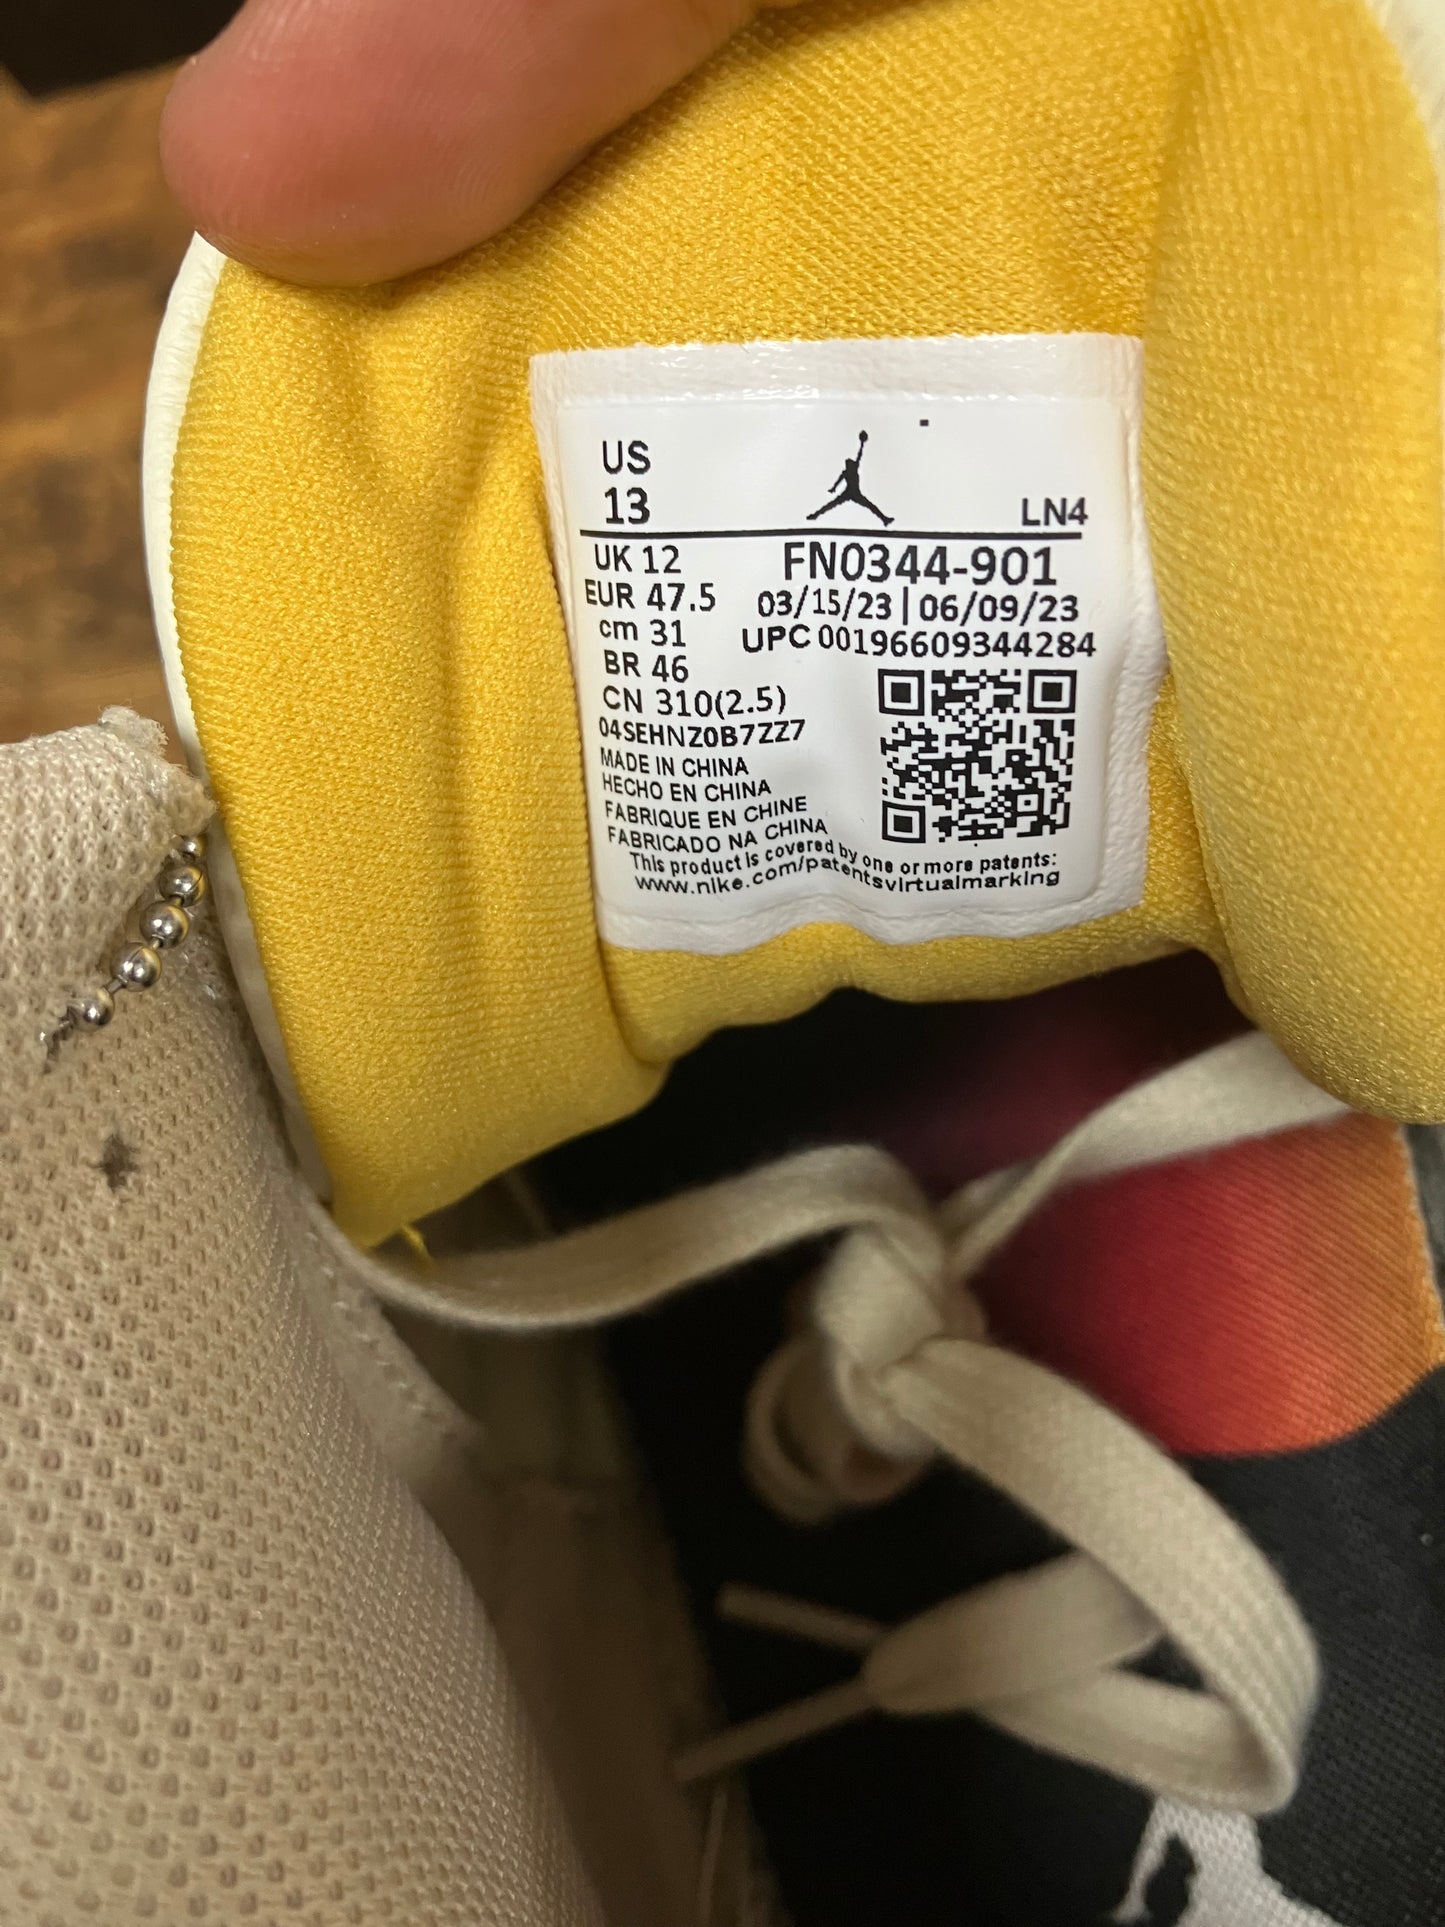 US
13
LN4
UK 12
FN0344-901
EUR 47.5
03/15/23 | 06/09/23
cm 31
UPC 00196609344284
BR 46
CN 310(2.5)
04SEHNZ0B7ZZ7
MADE IN CHINA
HECHO EN CHINA
FABRIQUE EN CHINE
FABRICADO NA CHINA
This product is covered by one or more patents:
www.nike.com/patentsvirtualmarking